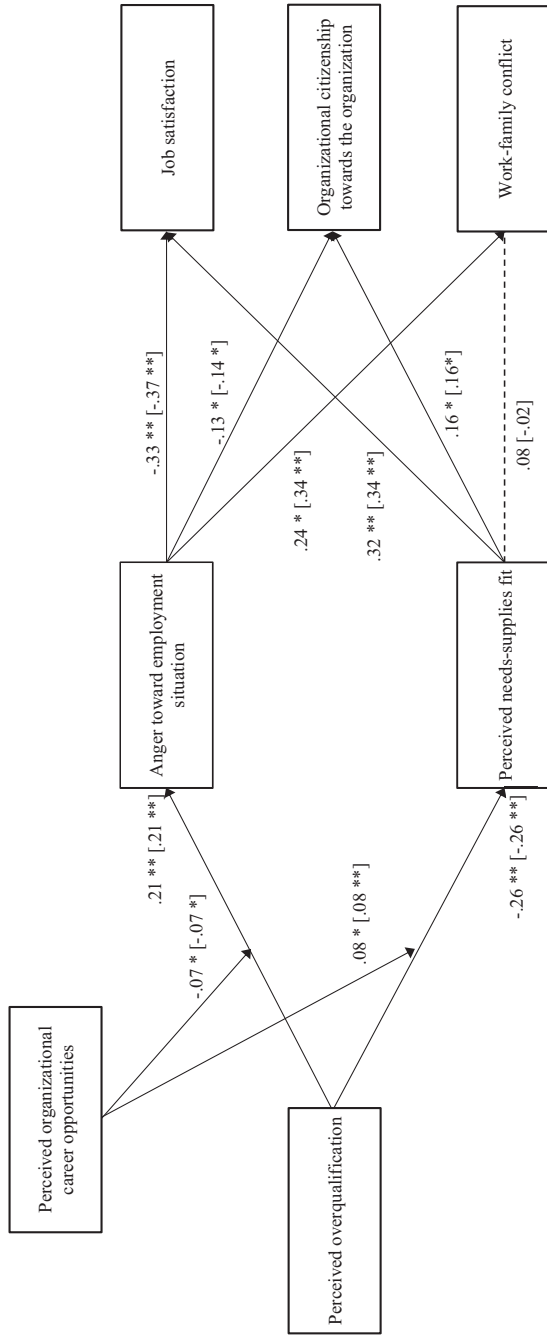 Perceived organizational
career opportunities
Perceived overqualification
-.07 * [-.07 *]
.08 * [.08 **]
.21 ** [.21 **]
-.26 ** [-.26 **]
Anger toward employment
situation
Perceived needs-supplies fit
-.33 ** [-.37 **]
-.13 * [-.14 *]
.24 * [.34 **]
.32 ** [.34 **]
.16 * [.16*]
.08 [-.02]
Job satisfaction
Organizational citizenship
towards the organization
Work-family conflict